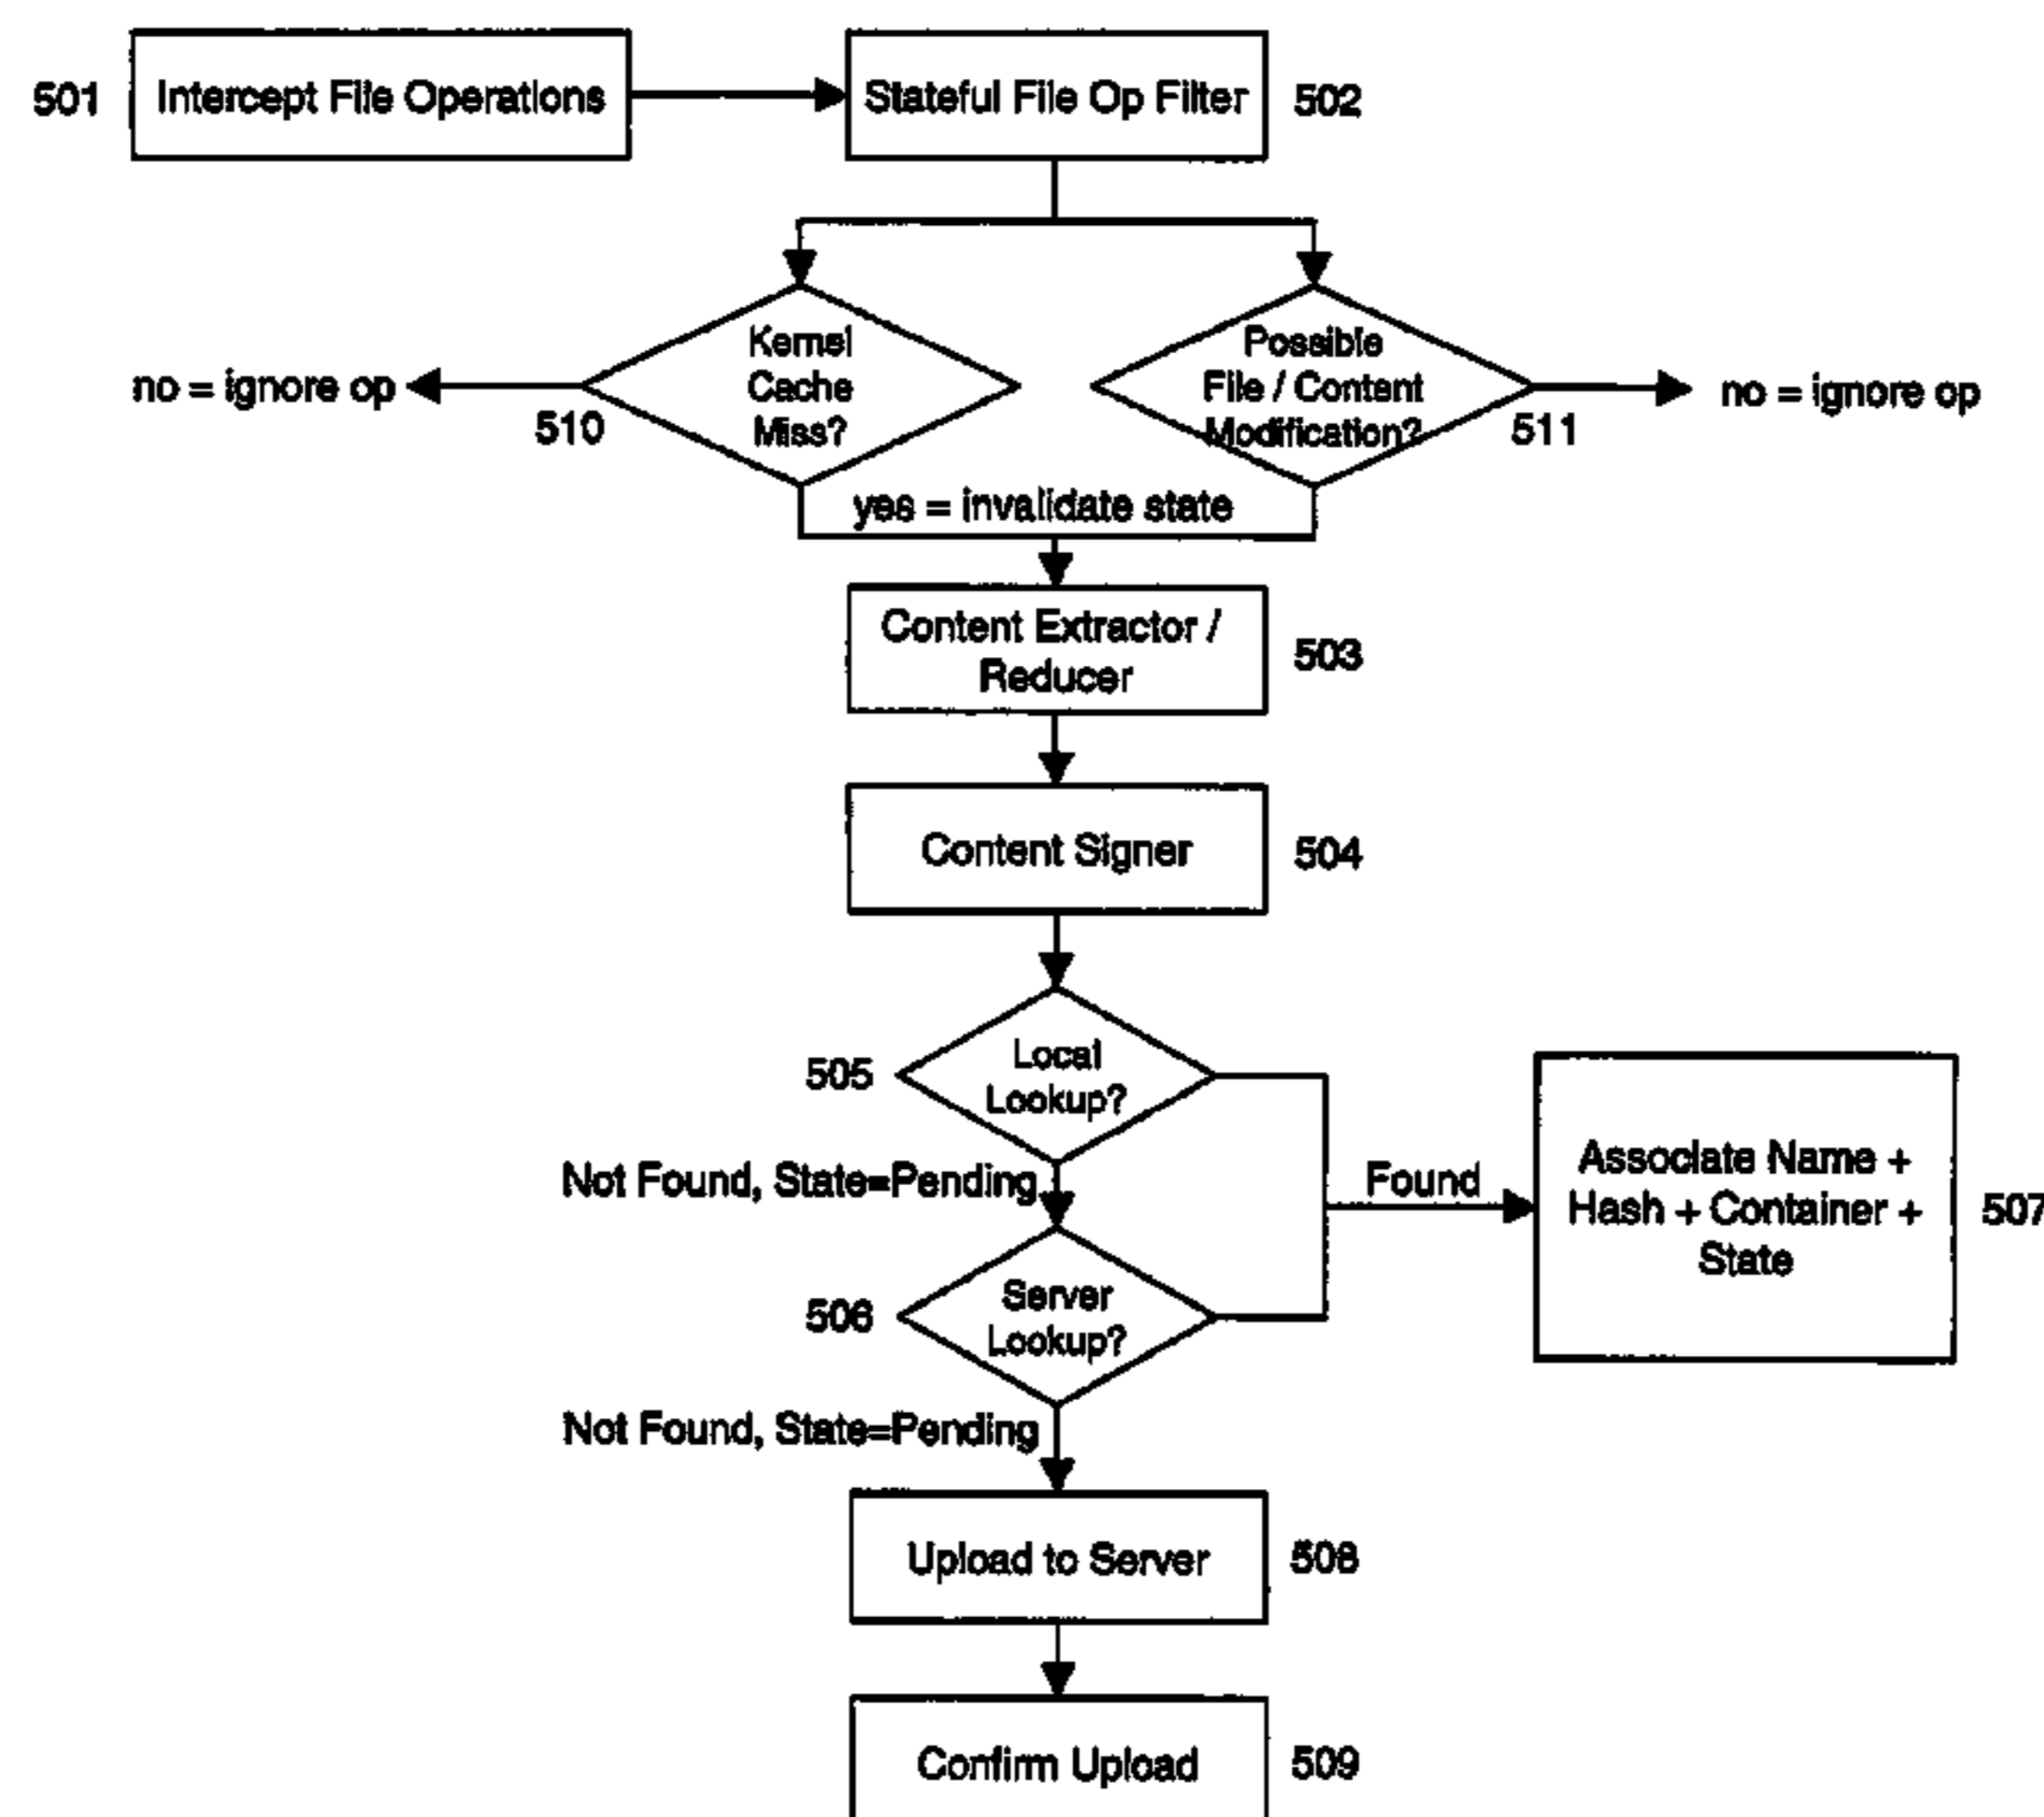 501
Intercept File Operations
Stateful File Op Filter
502
Kernel
Cache
Miss?
Possible
File / Content
Modification?
no = ignore op
510
511
no = ignore op
yes = invalidate state
Content Extractor /
Reducer
503
Content Signer
504
505
Local
Lookup?
Not Found, State=Pending
Found
Associate Name +
Hash + Container +
State
507
506
Server
Lookup?
Not Found, State=Pending
Upload to Server
508
Confirm Upload
509